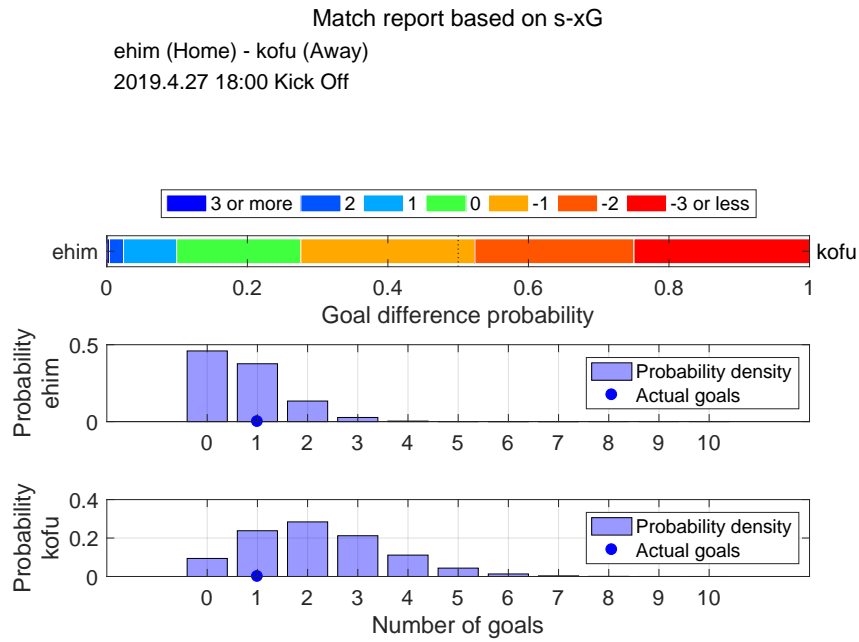 Match report based on s-xG
ehim (Home) - kofu (Away)
2019.4.27 18:00 Kick Off
3 or more 2 1 0 -1 -2 -3 or less
ehim kofu
0 0.2 0.4 0.6 0.8 1
Goal difference probability
Probability
ehim
0.5
0
Probability density
Actual goals
0 1 2 3 4 5 6 7 8 9 10
Probability
kofu
0.4
0.2
0
Probability density
Actual goals
0 1 2 3 4 5 6 7 8 9 10
Number of goals